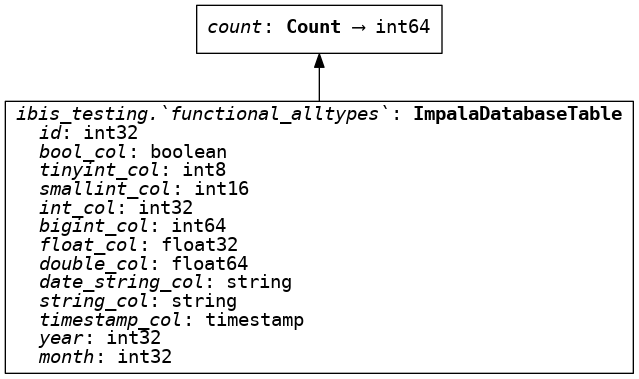 count: Count → int64
ibis_testing.`functional_alltypes`: ImpalaDatabaseTable
id: int32
bool_col: boolean
tinyint_col: int8
smallint_col: int16
int_col: int32
bigint_col: int64
float_col: float32
double_col: float64
date_string_col: string
string_col: string
timestamp_col: timestamp
year: int32
month: int32